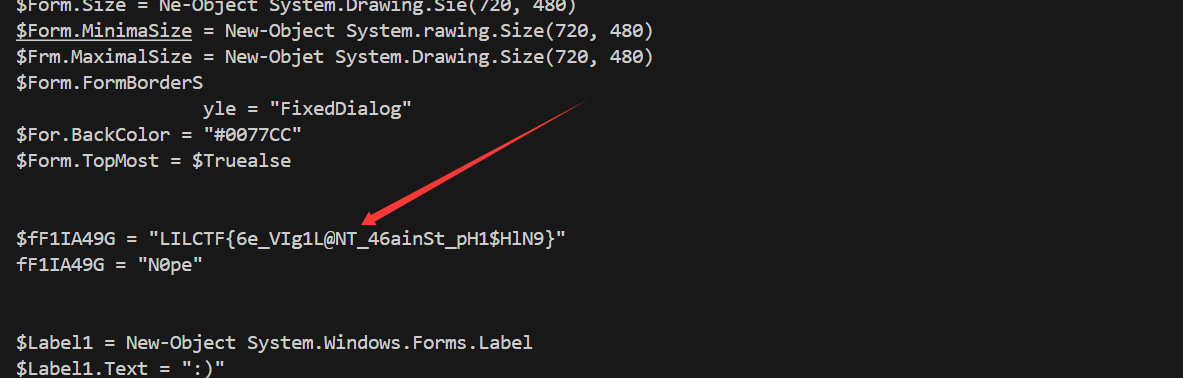 $Form.Size = Ne-Object System.Drawing.Sie(720, 480)
$Form.MinimaSize = New-Object System.rawing.Size(720, 480)
$Frm.MaximalSize = New-Objet System.Drawing.Size(720, 480)
$Form.FormBorderS
yle = "FixedDialog"
$For.BackColor = "#0077CC"
$Form.TopMost = $Truealse
$fF1IA49G = "LILCTF{6e_VIg1L@NT_46ainSt_pH1$HlN9}"
fF1IA49G = "N0pe"
$Label1 = New-Object System.Windows.Forms.Label
$Label1.Text = ":)"